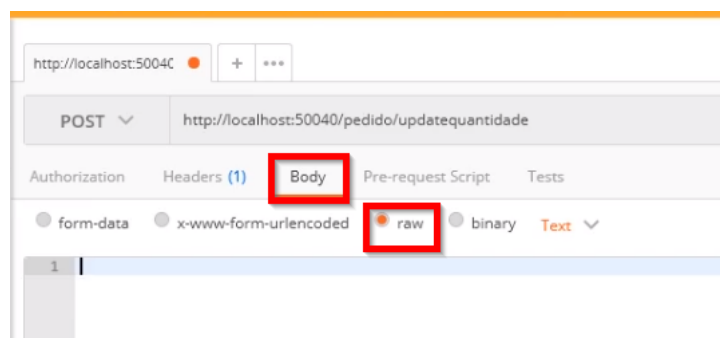 http://localhost:5004
+ •••
POST http://localhost:50040/pedido/updatequantidade
Authorization Headers (1) Body Pre-request Script Tests
form-data x-www-form-urlencoded raw binary Text
1